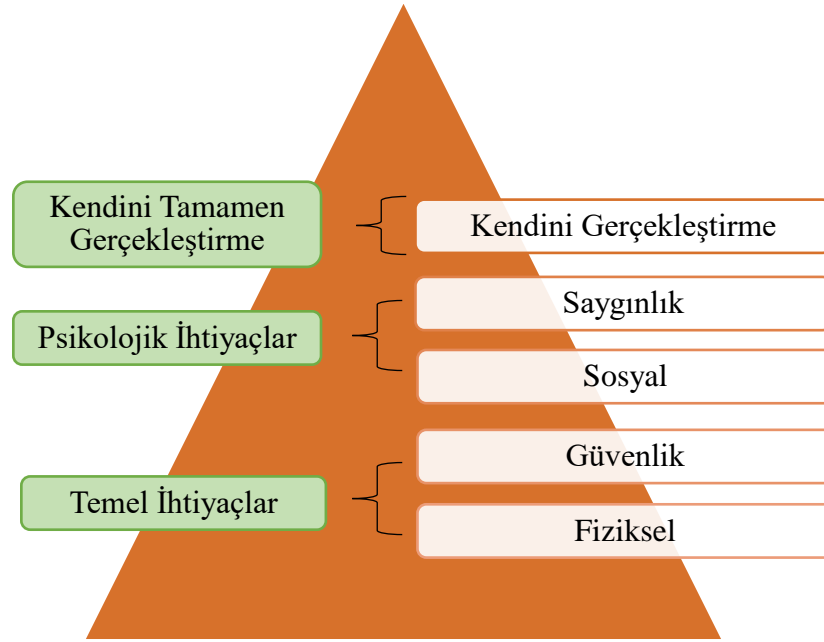 Kendini Tamamen
Gerçekleştirme
Kendini Gerçekleştirme
Saygınlık
Psikolojik İhtiyaçlar
Sosyal
Güvenlik
Temel İhtiyaçlar
Fiziksel